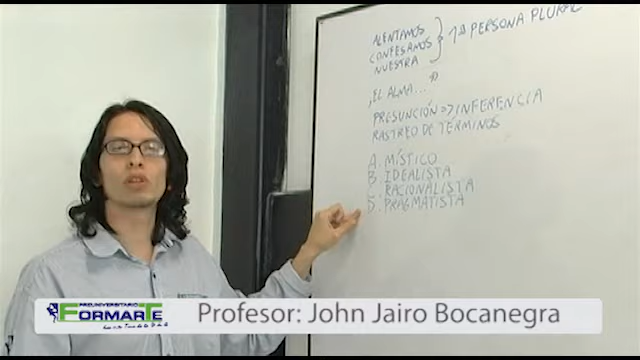 ALENTAMOS
CONFESAMOS
NUESTRA
1ª PERSONA PLURAL
¿EL ALMA...?
PRESUNCIÓN => INFERENCIA
RASTREO DE TÉRMINOS
A. MÍSTICO
B. IDEALISTA
RACIONALISTA
D. PRAGMATISTA
PREUNIVERSITARIO
FORMARTE
Profesor: John Jairo Bocanegra